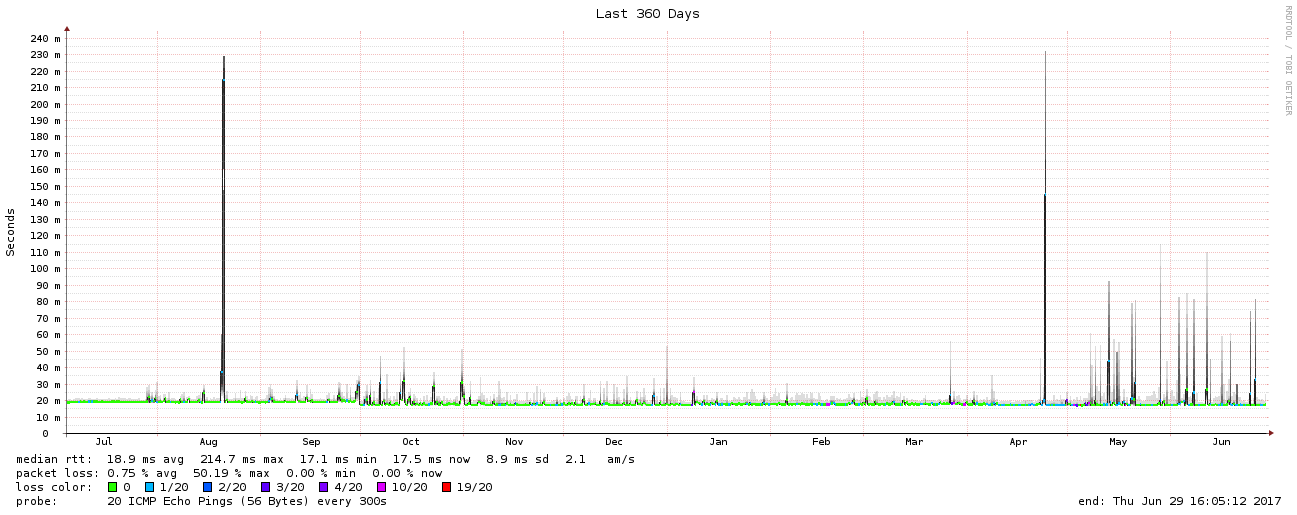 Last 360 Days
RRDTOOL / TOBI OETIKER
Seconds
240 m
230 m
220 m
210 m
200 m
190 m
180 m
170 m
160 m
150 m
140 m
130 m
120 m
110 m
100 m
90 m
80 m
70 m
60 m
50 m
40 m
30 m
20 m
10 m
0
Jul Aug Sep Oct Nov Dec Jan Feb Mar Apr May Jun
median rtt: 18.9 ms avg 214.7 ms max 17.1 ms min 17.5 ms now 8.9 ms sd 2.1 am/s
packet loss: 0.75 % avg 50.19 % max 0.00 % min 0.00 % now
loss color: 0 1/20 2/20 3/20 4/20 10/20 19/20
probe: 20 ICMP Echo Pings (56 Bytes) every 300s end: Thu Jun 29 16:05:12 2017